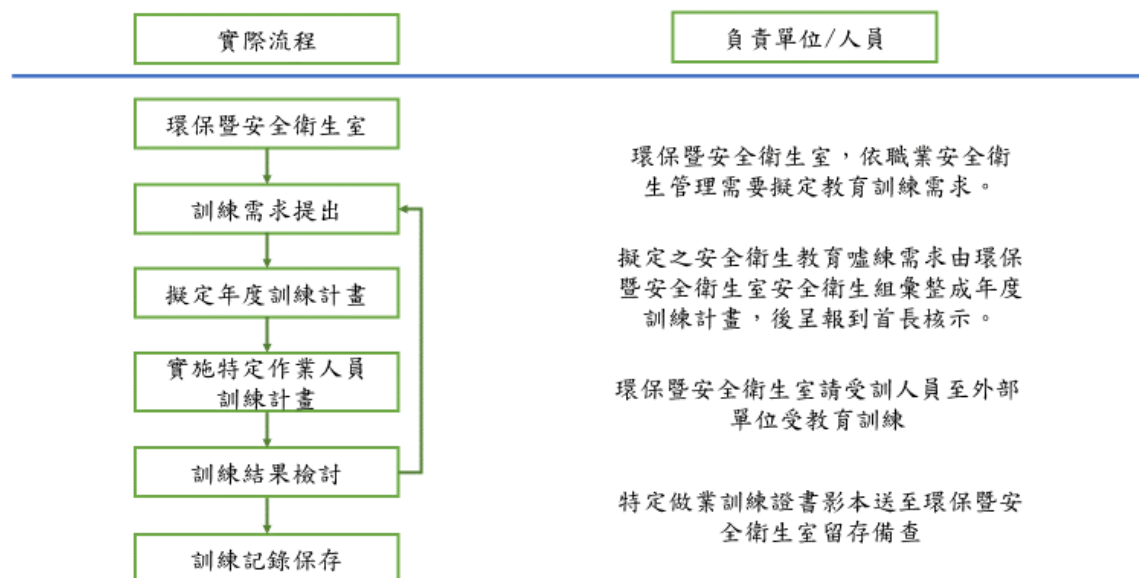 實際流程
負責單位/人員
環保暨安全衛生室
訓練需求提出
擬定年度訓練計畫
實施特定作業人員
訓練計畫
訓練結果檢討
訓練記錄保存
環保暨安全衛生室，依職業安全衛
生管理需要擬定教育訓練需求。
擬定之安全衛生教育噓練需求由環保
暨安全衛生室安全衛生組彙整成年度
訓練計畫，後呈報到首長核示。
環保暨安全衛生室請受訓人員至外部
單位受教育訓練
特定做業訓練證書影本送至環保暨安
全衛生室留存備查